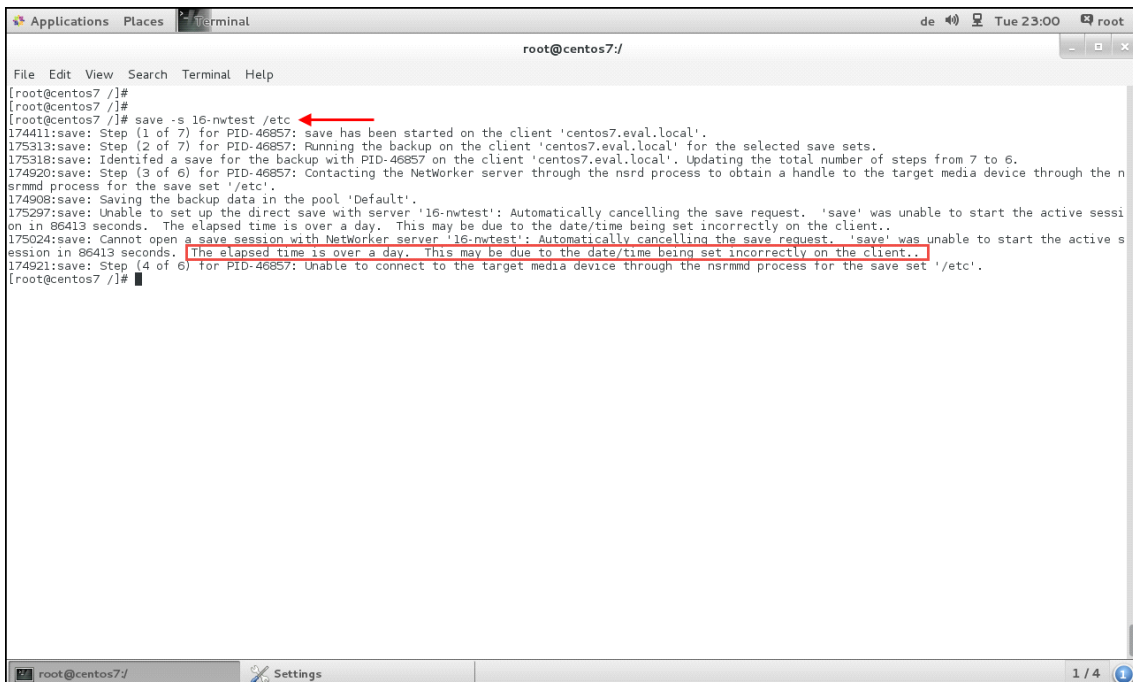 Applications Places Terminal de Tue 23:00 root
root@centos7:/
File Edit View Search Terminal Help
[root@centos7 /]#
[root@centos7 /]#
[root@centos7 /]# save -s 16-nwtest /etc
174411:save: Step (1 of 7) for PID-46857: save has been started on the client 'centos7.eval.local'.
175313:save: Step (2 of 7) for PID-46857: Running the backup on the client 'centos7.eval.local' for the selected save sets.
175318:save: Identifed a save for the backup with PID-46857 on the client 'centos7.eval.local'. Updating the total number of steps from 7 to 6.
174920:save: Step (3 of 6) for PID-46857: Contacting the NetWorker server through the nsrd process to obtain a handle to the target media device through the n
srmmd process for the save set '/etc'.
174908:save: Saving the backup data in the pool 'Default'.
175297:save: Unable to set up the direct save with server '16-nwtest': Automatically cancelling the save request.  'save' was unable to start the active sessi
on in 86413 seconds.  The elapsed time is over a day.  This may be due to the date/time being set incorrectly on the client..
175024:save: Cannot open a save session with NetWorker server '16-nwtest': Automatically cancelling the save request.  'save' was unable to start the active s
ession in 86413 seconds.  The elapsed time is over a day.  This may be due to the date/time being set incorrectly on the client..
174921:save: Step (4 of 6) for PID-46857: Unable to connect to the target media device through the nsrmmd process for the save set '/etc'.
[root@centos7 /]#
root@centos7:/ Settings 1 / 4 1